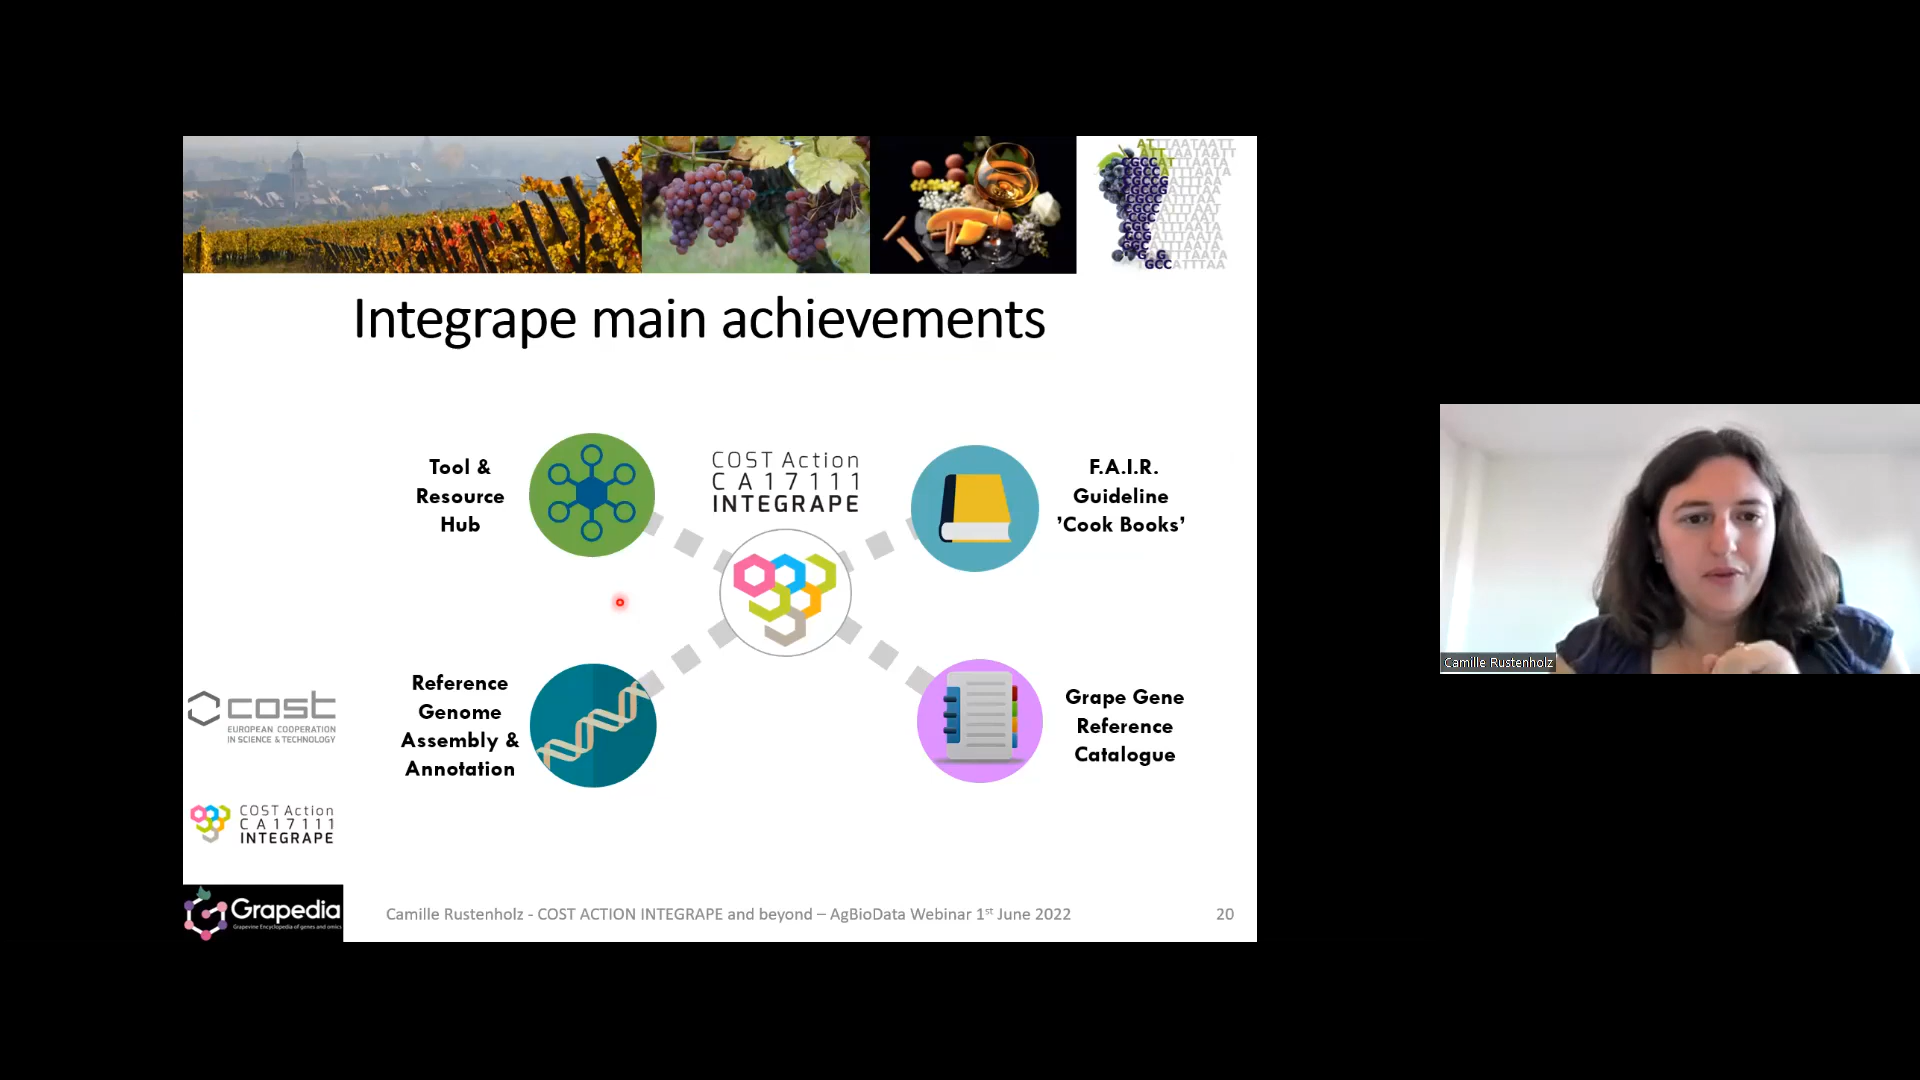 Integrape main achievements
Tool &
Resource
Hub
COST Action
CA17111
INTEGRAPE
F.A.I.R.
Guideline
’Cook Books’
Reference
Genome
Assembly &
Annotation
Grape Gene
Reference
Catalogue
cost
EUROPEAN COOPERATION
IN SCIENCE & TECHNOLOGY
COST Action
CA17111
INTEGRAPE
Grapedia
Grapevine Encyclopedia of genes and omics
Camille Rustenholz - COST ACTION INTEGRAPE and beyond – AgBioData Webinar 1st June 2022
20
Camille Rustenholz